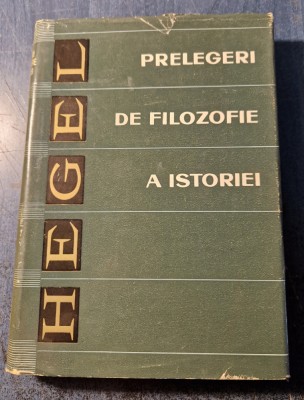 HEGEL
PRELEGERI
DE FILOZOFIE
A ISTORIEI